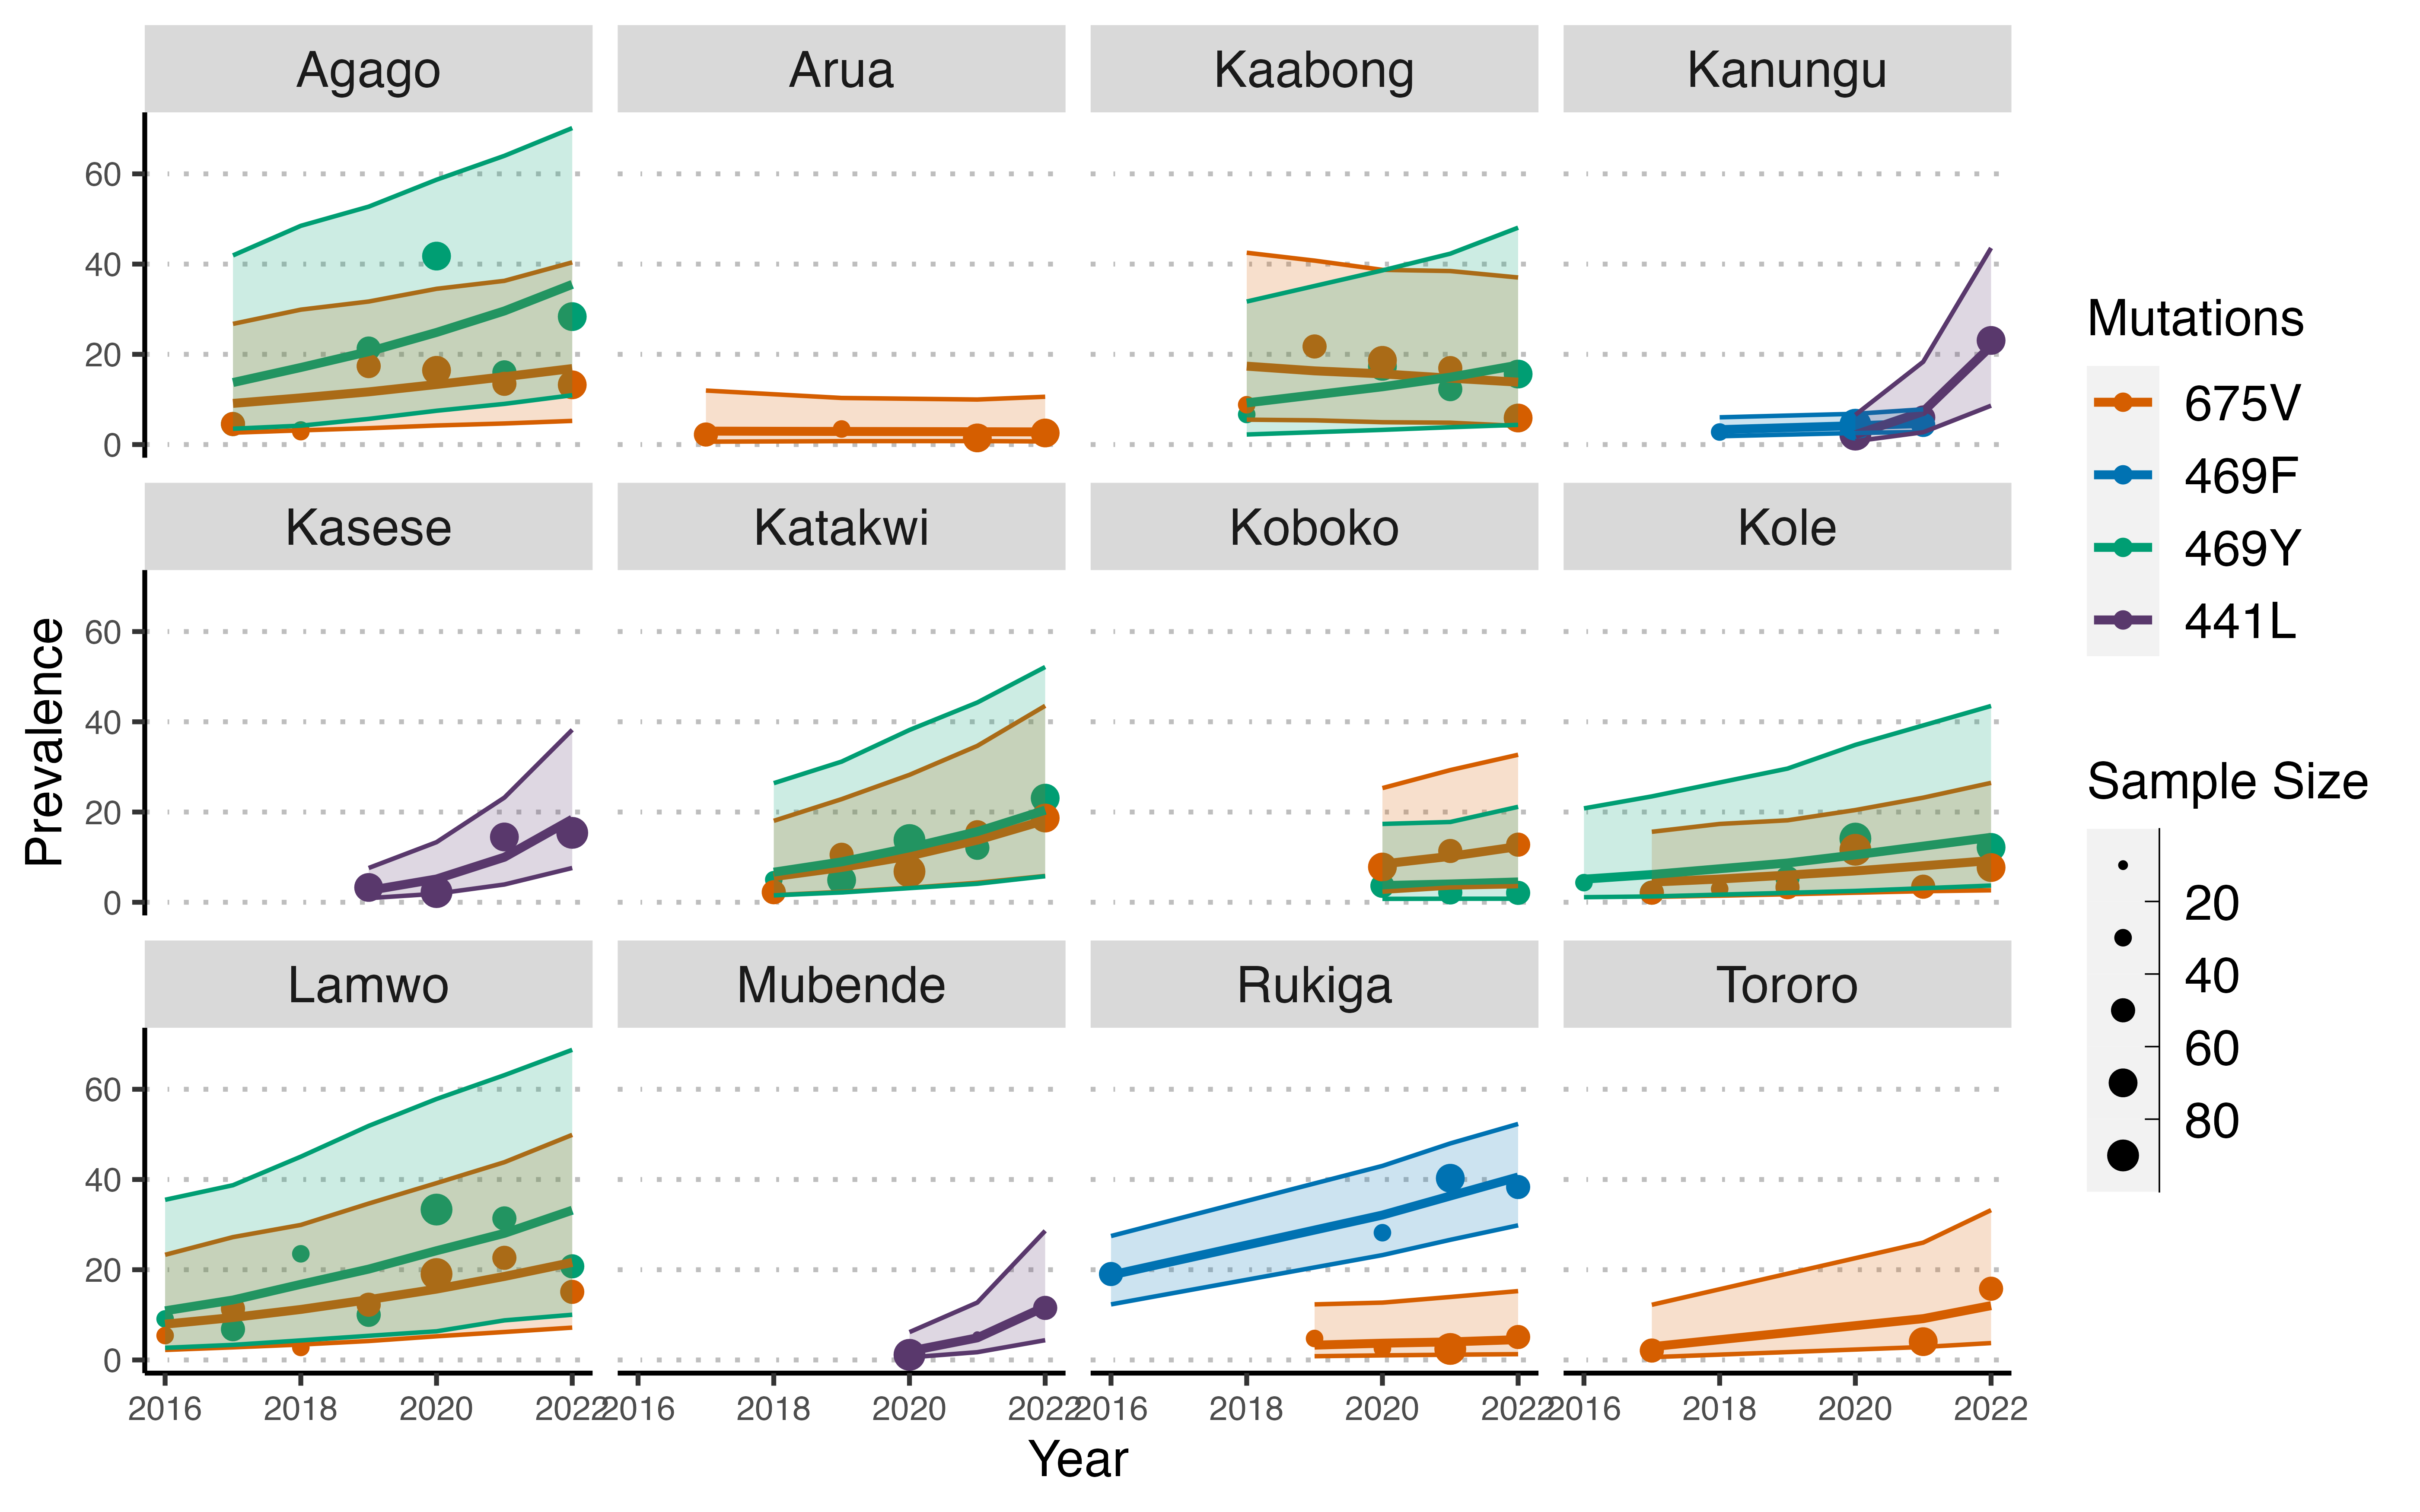 Agago Arua Kaabong Kanungu
60
40
20
0
Kasese Katakwi Koboko Kole
60
40
20
0
Lamwo Mubende Rukiga Tororo
60
40
20
0
2016 2018 2020 2022 2016 2018 2020 2022 2016 2018 2020 2022 2016 2018 2020 2022
Year
Prevalence
Mutations
675V
469F
469Y
441L
Sample Size
20
40
60
80